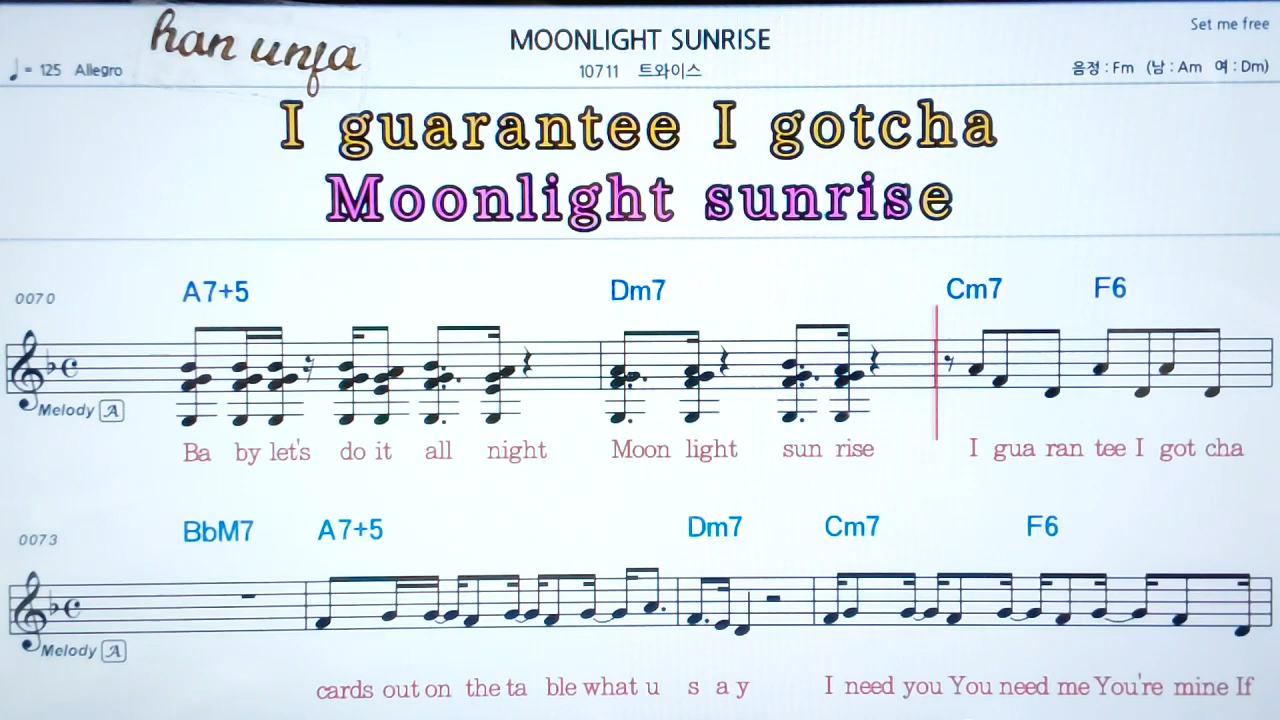 han unja
MOONLIGHT SUNRISE
Set me free
♩= 125 Allegro
10711 트와이스
음정 : Fm (남 : Am 여 : Dm)
I guarantee I gotcha
Moonlight sunrise
0070
A7+5 Dm7 Cm7 F6
Melody A
Ba by let's do it all night Moon light sun rise I gua ran tee I got cha
0073
BbM7 A7+5 Dm7 Cm7 F6
Melody A
cards out on the ta ble what u s a y I need you You need me You're mine If